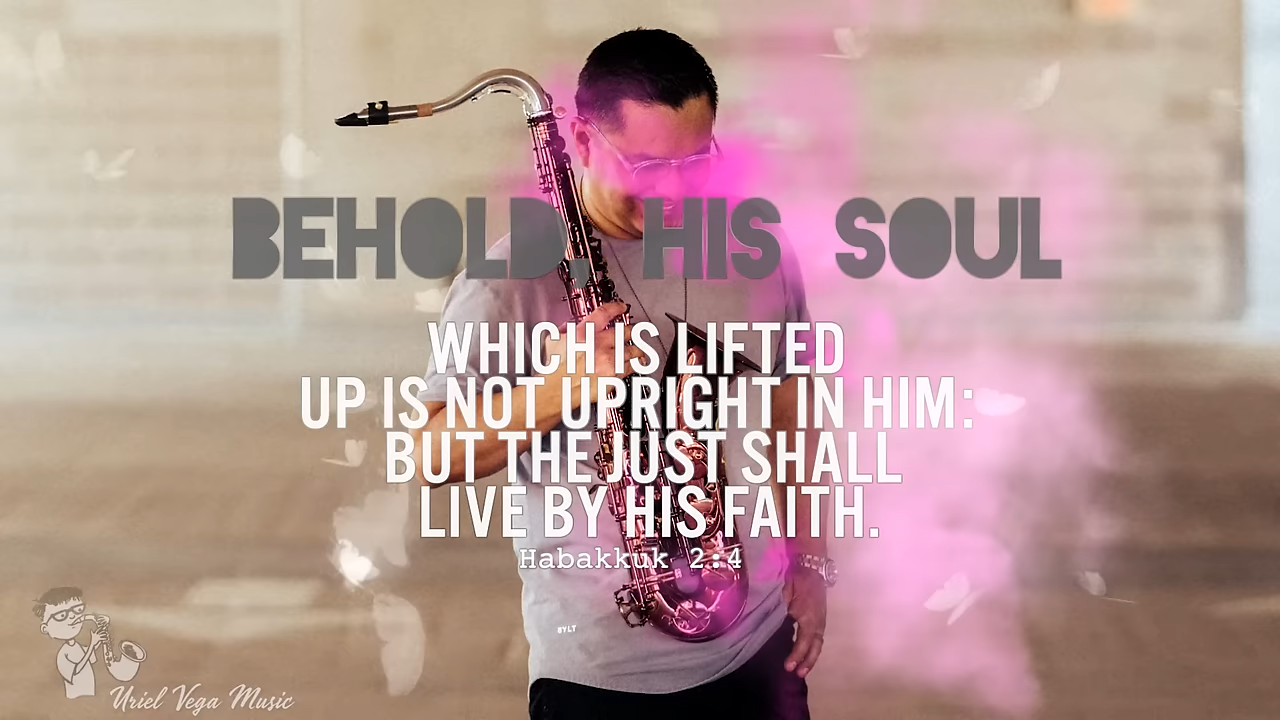 BEHOLD, HIS SOUL
WHICH IS LIFTED
UP IS NOT UPRIGHT IN HIM:
BUT THE JUST SHALL
LIVE BY HIS FAITH.
Habakkuk 2:4
BYLT
Uriel Vega Music